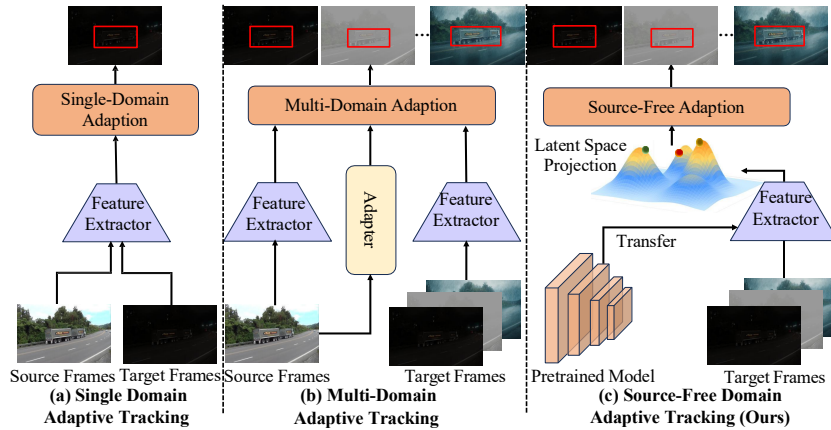 Single-Domain
Adaption
Feature
Extractor
Source Frames
Target Frames
(a) Single Domain
Adaptive Tracking
...
Multi-Domain Adaption
Feature
Extractor
Adapter
Feature
Extractor
Source Frames
Target Frames
(b) Multi-Domain
Adaptive Tracking
...
Source-Free Adaption
Latent Space
Projection
Feature
Extractor
Transfer
Pretrained Model
Target Frames
(c) Source-Free Domain
Adaptive Tracking (Ours)